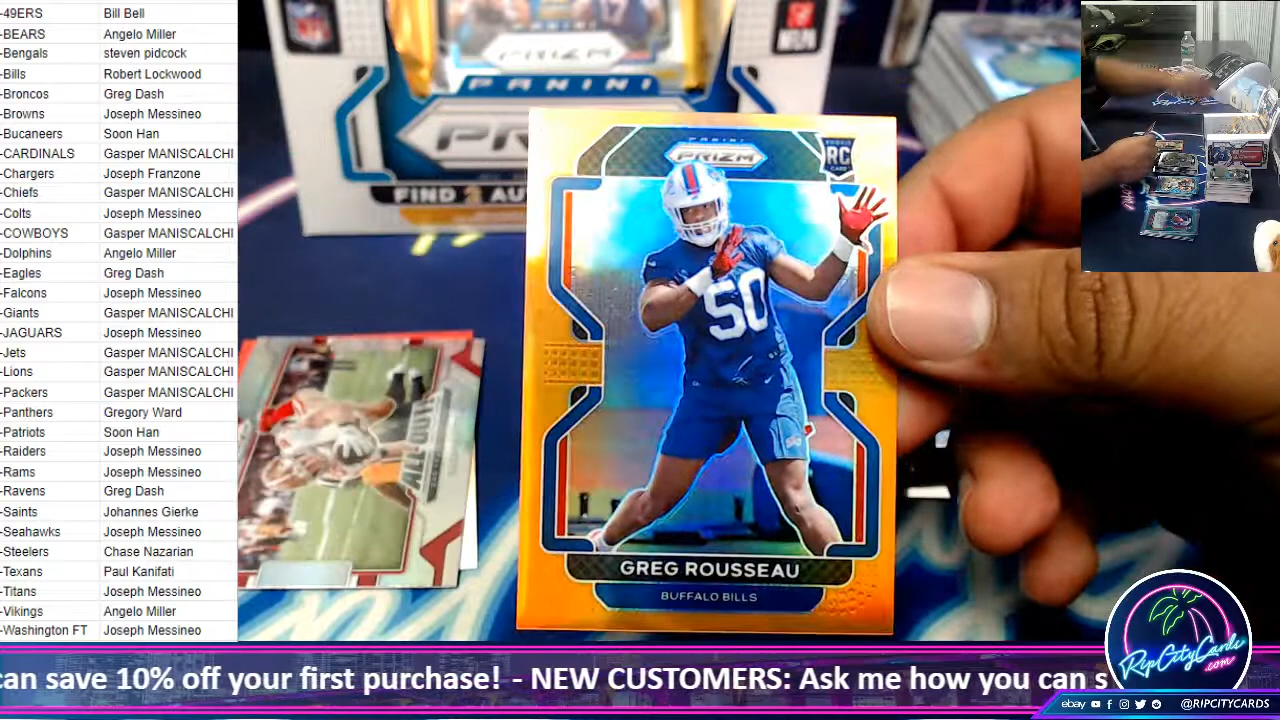 -49ERS Bill Bell
-BEARS Angelo Miller
-Bengals steven pidcock
-Bills Robert Lockwood
-Broncos Greg Dash
-Browns Joseph Messineo
-Bucaneers Soon Han
-CARDINALS Gasper MANISCALCHI
-Chergers Joseph Franzone
-Chiefs Gasper MANISCALCHI
-Colts Joseph Messineo
-COWBOYS Gasper MANISCALCHI
-Dolphins Angelo Miller
-Eagles Greg Dash
-Falcons Joseph Messineo
-Giants Gasper MANISCALCHI
-JAGUARS Joseph Messineo
-Jets Gasper MANISCALCHI
-Lions Gasper MANISCALCHI
-Packers Gasper MANISCALCHI
-Panthers Gregory Ward
-Patriots Soon Han
-Raiders Joseph Messineo
-Rams Joseph Messineo
-Ravens Greg Dash
-Saints Johannes Gierke
-Seahawks Joseph Messineo
-Steelers Chase Nazarian
-Texans Paul Kanifati
-Titans Joseph Messineo
-Vikings Angelo Miller
-Washington FT Joseph Messineo
PRIZM
PANINI
FIND
PANINI
PRIZM
RC
50
GREG ROUSSEAU
BUFFALO BILLS
ALL OUT
can save 10% off your first purchase! - NEW CUSTOMERS: Ask me how you can s
RipCityCards
.com
ebay @RIPCITYCARDS